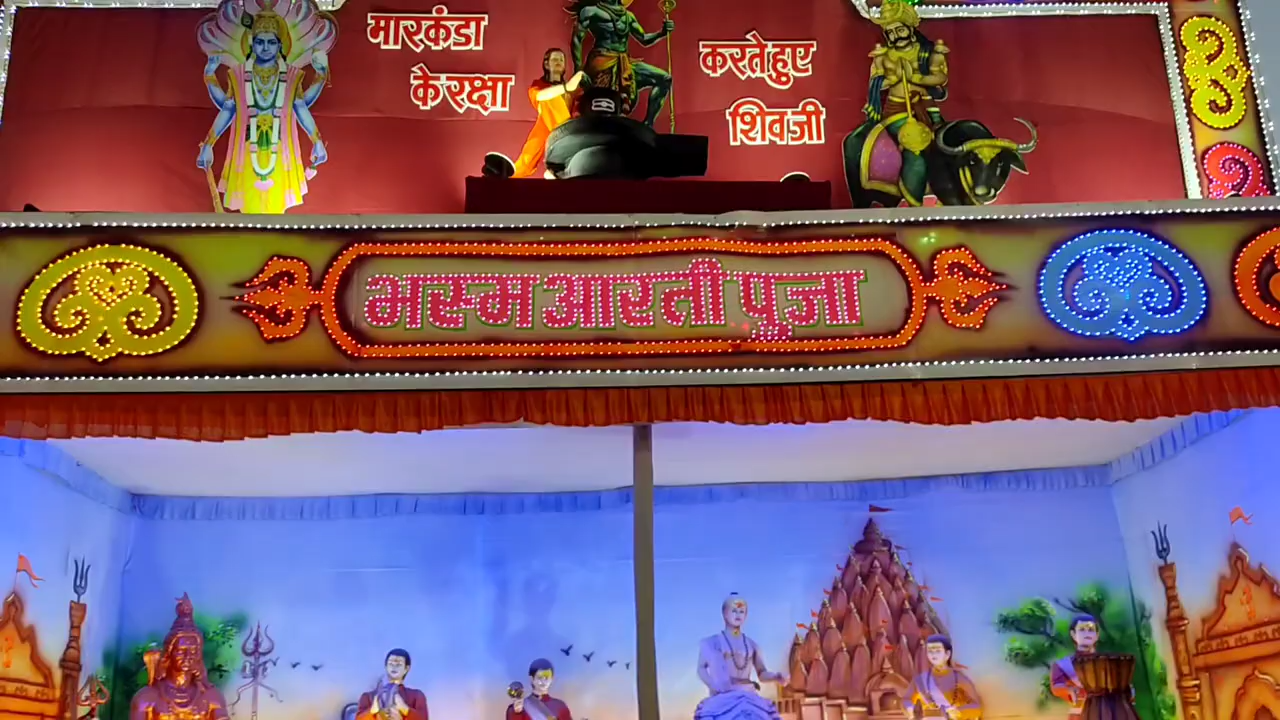 मारकंडा
के रक्षा
करते हुए
शिवजी
भस्म आरती पुजा